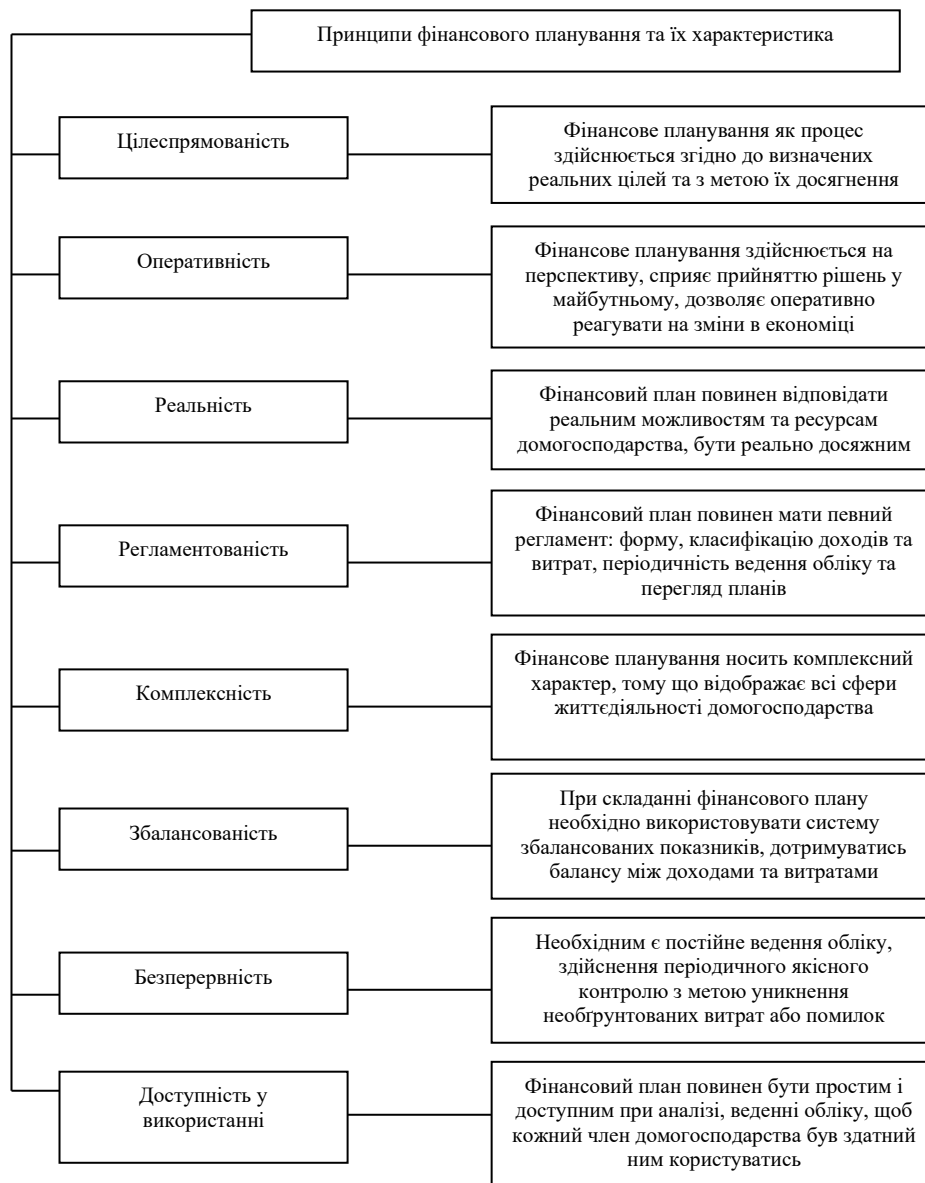 Принципи фінансового планування та їх характеристика
Цілеспрямованість
Фінансове планування як процес
здійснюється згідно до визначених
реальних цілей та з метою їх досягнення
Оперативність
Фінансове планування здійснюється на
перспективу, сприяє прийняттю рішень у
майбутньому, дозволяє оперативно
реагувати на зміни в економіці
Реальність
Фінансовий план повинен відповідати
реальним можливостям та ресурсам
домогосподарства, бути реально досяжним
Регламентованість
Фінансовий план повинен мати певний
регламент: форму, класифікацію доходів та
витрат, періодичність ведення обліку та
перегляд планів
Комплексність
Фінансове планування носить комплексний
характер, тому що відображає всі сфери
життєдіяльності домогосподарства
Збалансованість
При складанні фінансового плану
необхідно використовувати систему
збалансованих показників, дотримуватись
балансу між доходами та витратами
Безперервність
Необхідним є постійне ведення обліку,
здійснення періодичного якісного
контролю з метою уникнення
необґрунтованих витрат або помилок
Доступність у
використанні
Фінансовий план повинен бути простим і
доступним при аналізі, веденні обліку, щоб
кожний член домогосподарства був здатний
ним користуватись